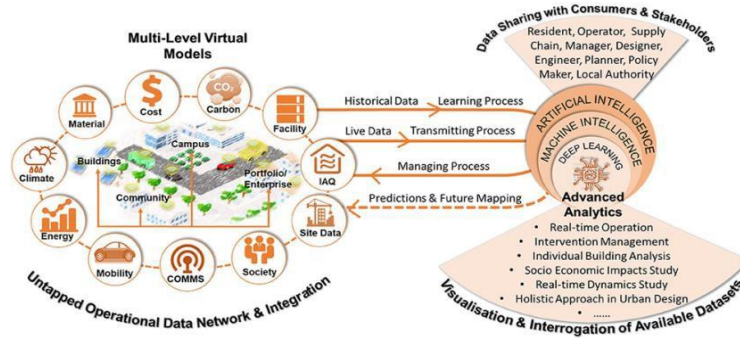 Multi-Level Virtual
Models
Cost
Carbon
CO₂
Material
Facility
Climate
Buildings
Campus
IAQ
Community
Portfolio/
Enterprise
Energy
Site Data
Mobility
COMMS
Society
Untapped Operational Data Network & Integration
Historical Data
Learning Process
Live Data
Transmitting Process
Managing Process
Predictions & Future Mapping
Data Sharing with Consumers & Stakeholders
Resident, Operator, Supply
Chain, Manager, Designer,
Engineer, Planner, Policy
Maker, Local Authority
ARTIFICIAL INTELLIGENCE
MACHINE INTELLIGENCE
DEEP LEARNING
Advanced
Analytics
• Real-time Operation
• Intervention Management
• Individual Building Analysis
• Socio Economic Impacts Study
• Real-time Dynamics Study
• Holistic Approach in Urban Design
• ......
Visualisation & Interrogation of Available Datasets